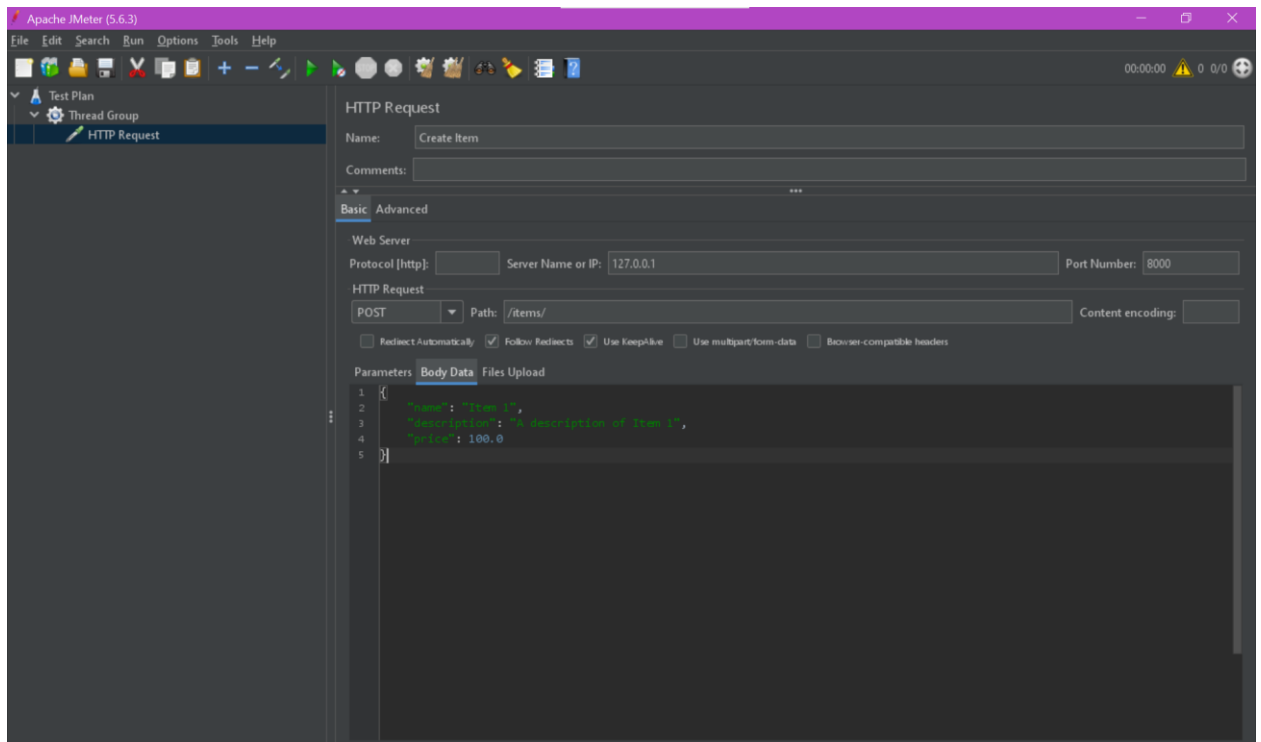 Apache JMeter (5.6.3)
File Edit Search Run Options Tools Help
00:00:00 0 0/0
Test Plan
Thread Group
HTTP Request
HTTP Request
Name: Create Item
Comments:
Basic Advanced
Web Server
Protocol [http]: Server Name or IP: 127.0.0.1 Port Number: 8000
HTTP Request
POST Path: /items/ Content encoding:
Redirect Automatically Follow Redirects Use KeepAlive Use multipart/form-data Browser-compatible headers
Parameters Body Data Files Upload
1 {
2 "name": "Item 1",
3 "description": "A description of Item 1",
4 "price": 100.0
5 }